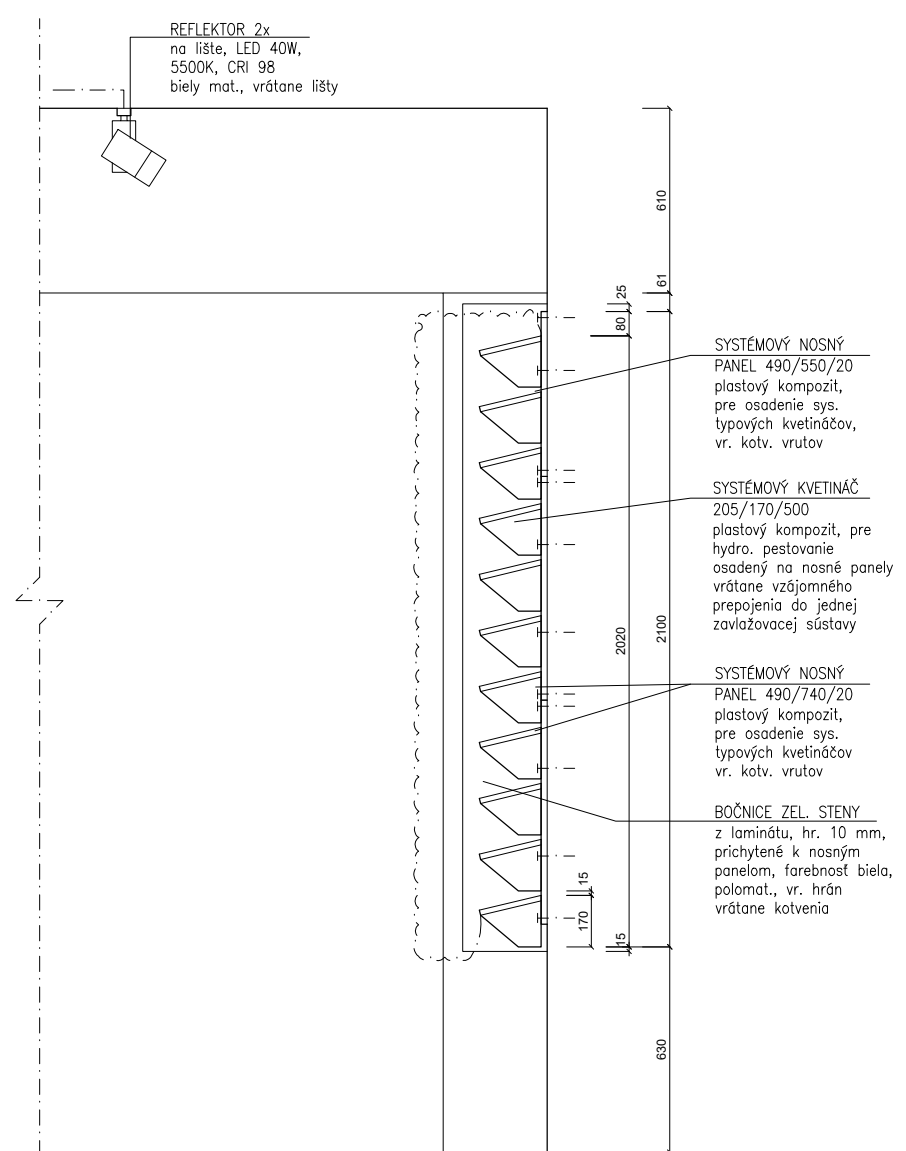 REFLEKTOR 2x
na lište, LED 40W,
5500K, CRI 98
biely mat., vrátane lišty
610
61
25
80
SYSTÉMOVÝ NOSNÝ
PANEL 490/550/20
plastový kompozit,
pre osadenie sys.
typových kvetináčov,
vr. kotv. vrutov
SYSTÉMOVÝ KVETINÁČ
205/170/500
plastový kompozit, pre
hydro. pestovanie
osadený na nosné panely
vrátane vzájomného
prepojenia do jednej
zavlažovacej sústavy
2020
2100
SYSTÉMOVÝ NOSNÝ
PANEL 490/740/20
plastový kompozit,
pre osadenie sys.
typových kvetináčov
vr. kotv. vrutov
BOČNICE ZEL. STENY
z laminátu, hr. 10 mm,
prichytené k nosným
panelom, farebnosť biela,
polomat., vr. hrán
vrátane kotvenia
15
170
15
630